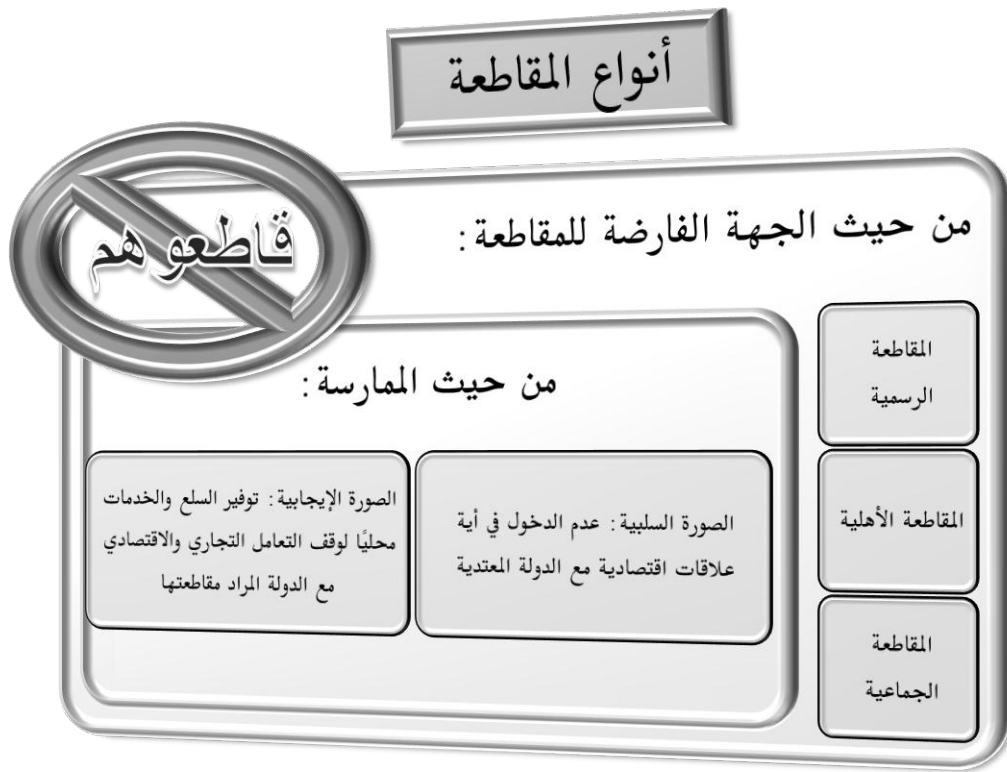 أنواع المقاطعة
قاطعوهم
من حيث الجهة الفارضة للمقاطعة:
المقاطعة
الرسمية
المقاطعة الأهلية
المقاطعة
الجماعية
من حيث الممارسة:
الصورة السلبية: عدم الدخول في أية
علاقات اقتصادية مع الدولة المعتدية
الصورة الإيجابية: توفير السلع والخدمات
محليًا لوقف التعامل التجاري والاقتصادي
مع الدولة المراد مقاطعتها